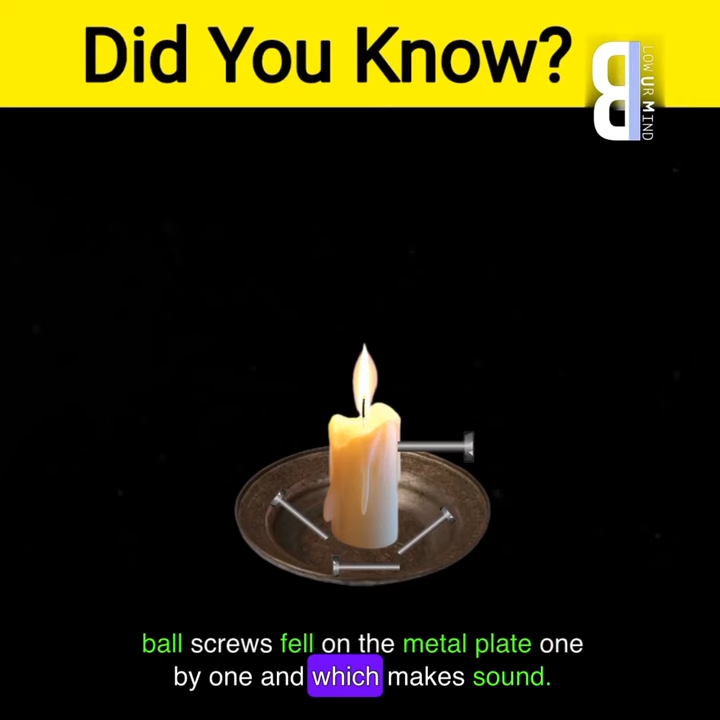 Did You Know?
B
LOW UR MIND
ball screws fell on the metal plate one
by one and which makes sound.